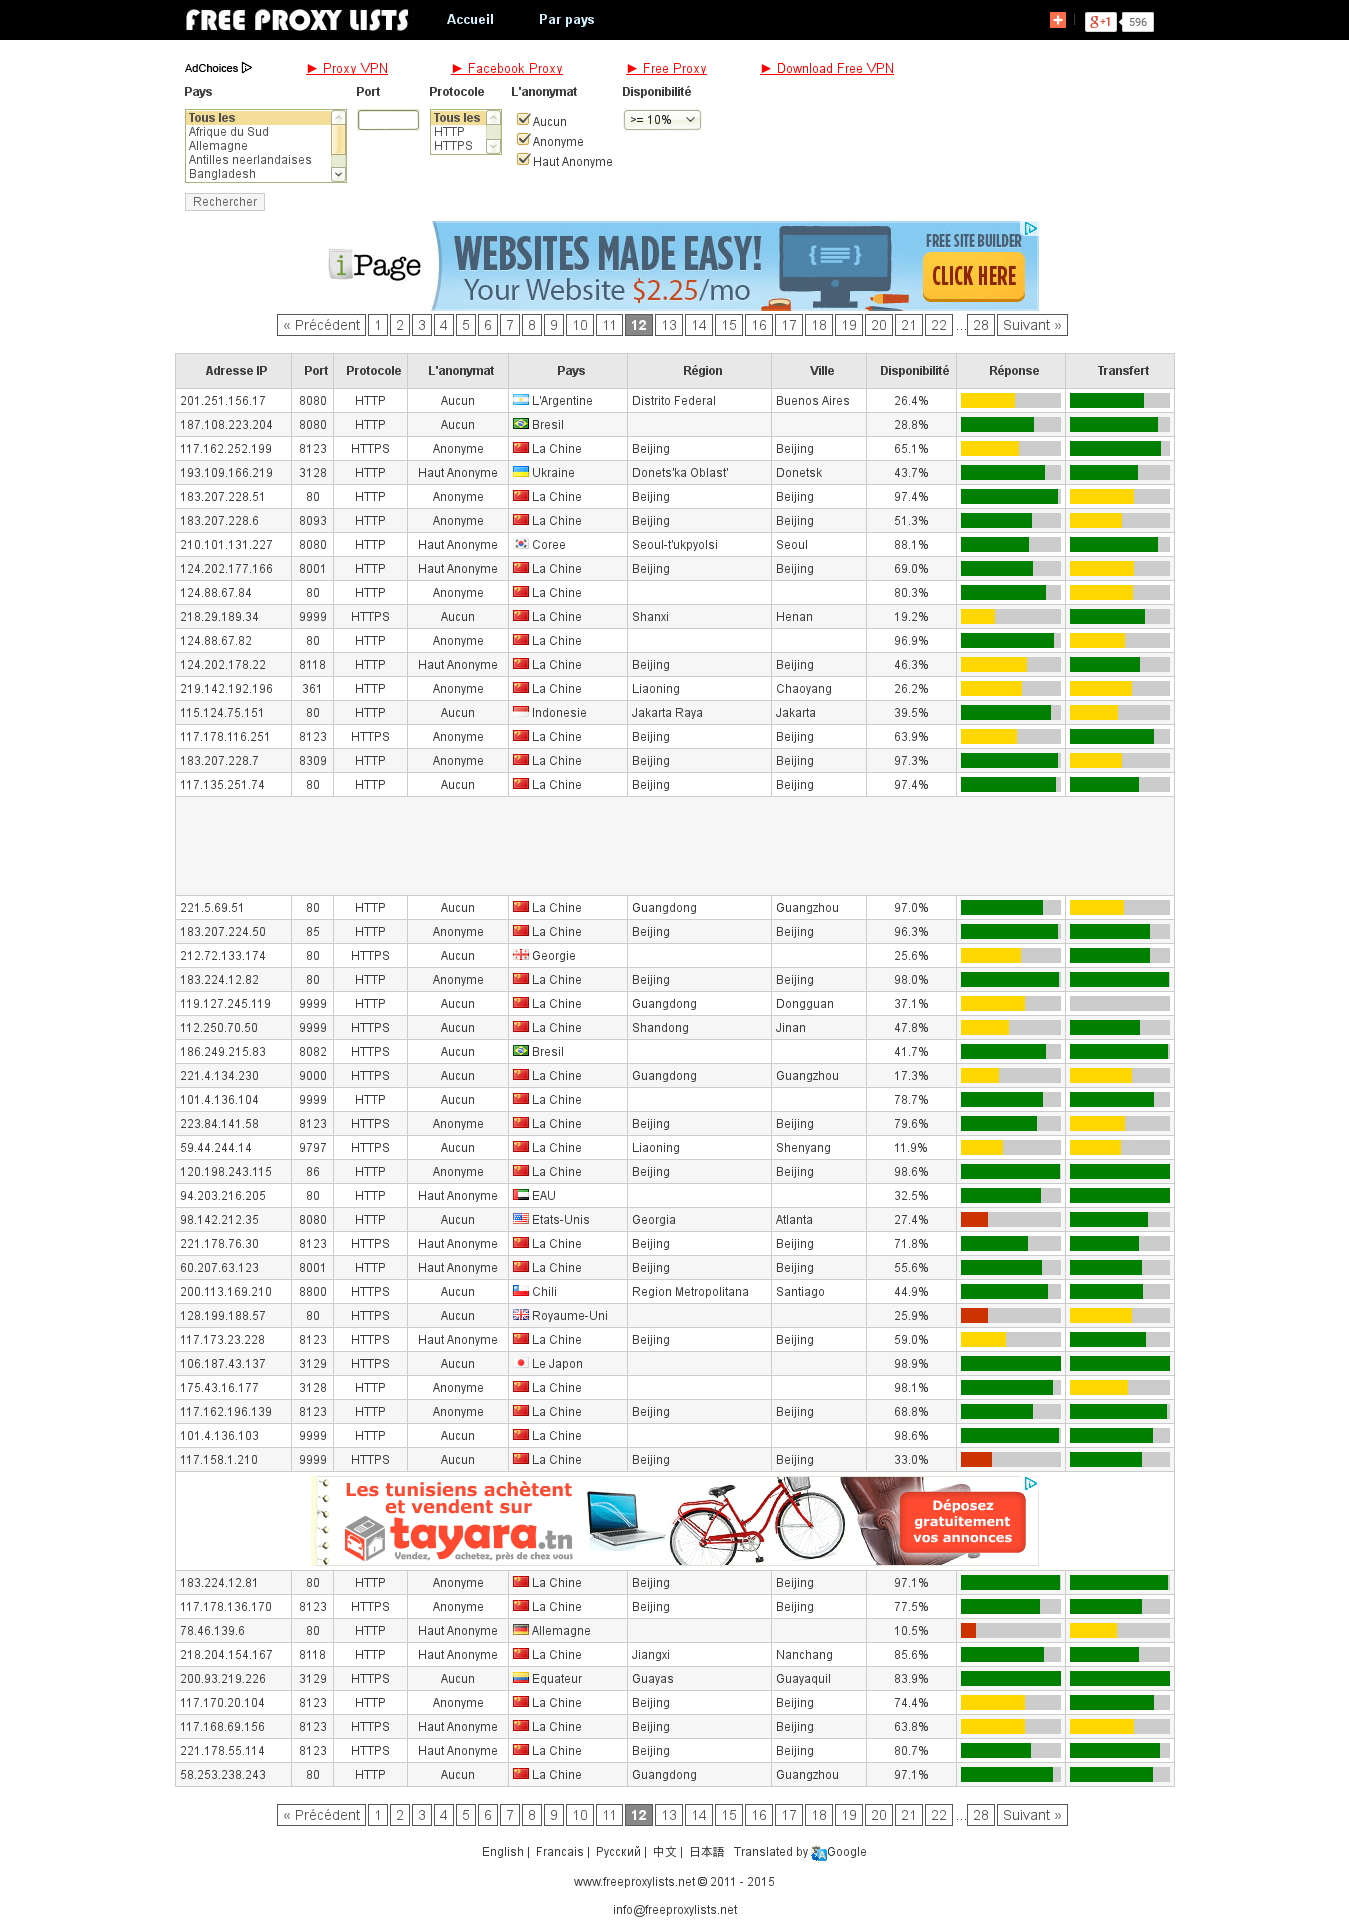 FREE PROXY LISTS Accueil Par pays g+1 596
AdChoices ► Proxy VPN ► Facebook Proxy ► Free Proxy ► Download Free VPN
Pays Port Protocole L'anonymat Disponibilité
Tous les Tous les Aucun >= 10%
Afrique du Sud HTTP Anonyme
Allemagne HTTPS Haut Anonyme
Antilles neerlandaises
Bangladesh
Rechercher
iPage WEBSITES MADE EASY! FREE SITE BUILDER
Your Website $2.25/mo CLICK HERE
« Précédent 1 2 3 4 5 6 7 8 9 10 11 12 13 14 15 16 17 18 19 20 21 22 ... 28 Suivant »
Adresse IP Port Protocole L'anonymat Pays Région Ville Disponibilité Réponse Transfert
201.251.156.17 8080 HTTP Aucun L'Argentine Distrito Federal Buenos Aires 26.4%
187.108.223.204 8080 HTTP Aucun Bresil 28.8%
117.162.252.199 8123 HTTPS Anonyme La Chine Beijing Beijing 65.1%
193.109.166.219 3128 HTTP Haut Anonyme Ukraine Donets'ka Oblast' Donetsk 43.7%
183.207.228.51 80 HTTP Anonyme La Chine Beijing Beijing 97.4%
183.207.228.6 8093 HTTP Anonyme La Chine Beijing Beijing 51.3%
210.101.131.227 8080 HTTP Haut Anonyme Coree Seoul-t'ukpyolsi Seoul 88.1%
124.202.177.166 8001 HTTP Haut Anonyme La Chine Beijing Beijing 69.0%
124.88.67.84 80 HTTP Anonyme La Chine 80.3%
218.29.189.34 9999 HTTPS Aucun La Chine Shanxi Henan 19.2%
124.88.67.82 80 HTTP Anonyme La Chine 96.9%
124.202.178.22 8118 HTTP Haut Anonyme La Chine Beijing Beijing 46.3%
219.142.192.196 361 HTTP Anonyme La Chine Liaoning Chaoyang 26.2%
115.124.75.151 80 HTTP Aucun Indonesie Jakarta Raya Jakarta 39.5%
117.178.116.251 8123 HTTPS Anonyme La Chine Beijing Beijing 63.9%
183.207.228.7 8309 HTTP Anonyme La Chine Beijing Beijing 97.3%
117.135.251.74 80 HTTP Aucun La Chine Beijing Beijing 97.4%
221.5.69.51 80 HTTP Aucun La Chine Guangdong Guangzhou 97.0%
183.207.224.50 85 HTTP Anonyme La Chine Beijing Beijing 96.3%
212.72.133.174 80 HTTPS Aucun Georgie 25.6%
183.224.12.82 80 HTTP Anonyme La Chine Beijing Beijing 98.0%
119.127.245.119 9999 HTTP Aucun La Chine Guangdong Dongguan 37.1%
112.250.70.50 9999 HTTPS Aucun La Chine Shandong Jinan 47.8%
186.249.215.83 8082 HTTPS Aucun Bresil 41.7%
221.4.134.230 9000 HTTPS Aucun La Chine Guangdong Guangzhou 17.3%
101.4.136.104 9999 HTTP Aucun La Chine 78.7%
223.84.141.58 8123 HTTPS Anonyme La Chine Beijing Beijing 79.6%
59.44.244.14 9797 HTTPS Aucun La Chine Liaoning Shenyang 11.9%
120.198.243.115 86 HTTP Anonyme La Chine Beijing Beijing 98.6%
94.203.216.205 80 HTTP Haut Anonyme EAU 32.5%
98.142.212.35 8080 HTTP Aucun Etats-Unis Georgia Atlanta 27.4%
221.178.76.30 8123 HTTPS Haut Anonyme La Chine Beijing Beijing 71.8%
60.207.63.123 8001 HTTP Haut Anonyme La Chine Beijing Beijing 55.6%
200.113.169.210 8800 HTTPS Aucun Chili Region Metropolitana Santiago 44.9%
128.199.188.57 80 HTTPS Aucun Royaume-Uni 25.9%
117.173.23.228 8123 HTTPS Haut Anonyme La Chine Beijing Beijing 59.0%
106.187.43.137 3129 HTTPS Aucun Le Japon 98.9%
175.43.16.177 3128 HTTP Anonyme La Chine 98.1%
117.162.196.139 8123 HTTP Anonyme La Chine Beijing Beijing 68.8%
101.4.136.103 9999 HTTP Aucun La Chine 98.6%
117.158.1.210 9999 HTTPS Aucun La Chine Beijing Beijing 33.0%
Les tunisiens achètent
et vendent sur
tayara.tn
Vendez, achetez, près de chez vous
Déposez
gratuitement
vos annonces
183.224.12.81 80 HTTP Anonyme La Chine Beijing Beijing 97.1%
117.178.136.170 8123 HTTPS Anonyme La Chine Beijing Beijing 77.5%
78.46.139.6 80 HTTP Haut Anonyme Allemagne 10.5%
218.204.154.167 8118 HTTP Haut Anonyme La Chine Jiangxi Nanchang 85.6%
200.93.219.226 3129 HTTPS Aucun Equateur Guayas Guayaquil 83.9%
117.170.20.104 8123 HTTP Anonyme La Chine Beijing Beijing 74.4%
117.168.69.156 8123 HTTPS Haut Anonyme La Chine Beijing Beijing 63.8%
221.178.55.114 8123 HTTPS Haut Anonyme La Chine Beijing Beijing 80.7%
58.253.238.243 80 HTTP Aucun La Chine Guangdong Guangzhou 97.1%
« Précédent 1 2 3 4 5 6 7 8 9 10 11 12 13 14 15 16 17 18 19 20 21 22 ... 28 Suivant »
English | Francais | Русский | 中文 | 日本語 Translated by Google
www.freeproxylists.net © 2011 - 2015
info@freeproxylists.net